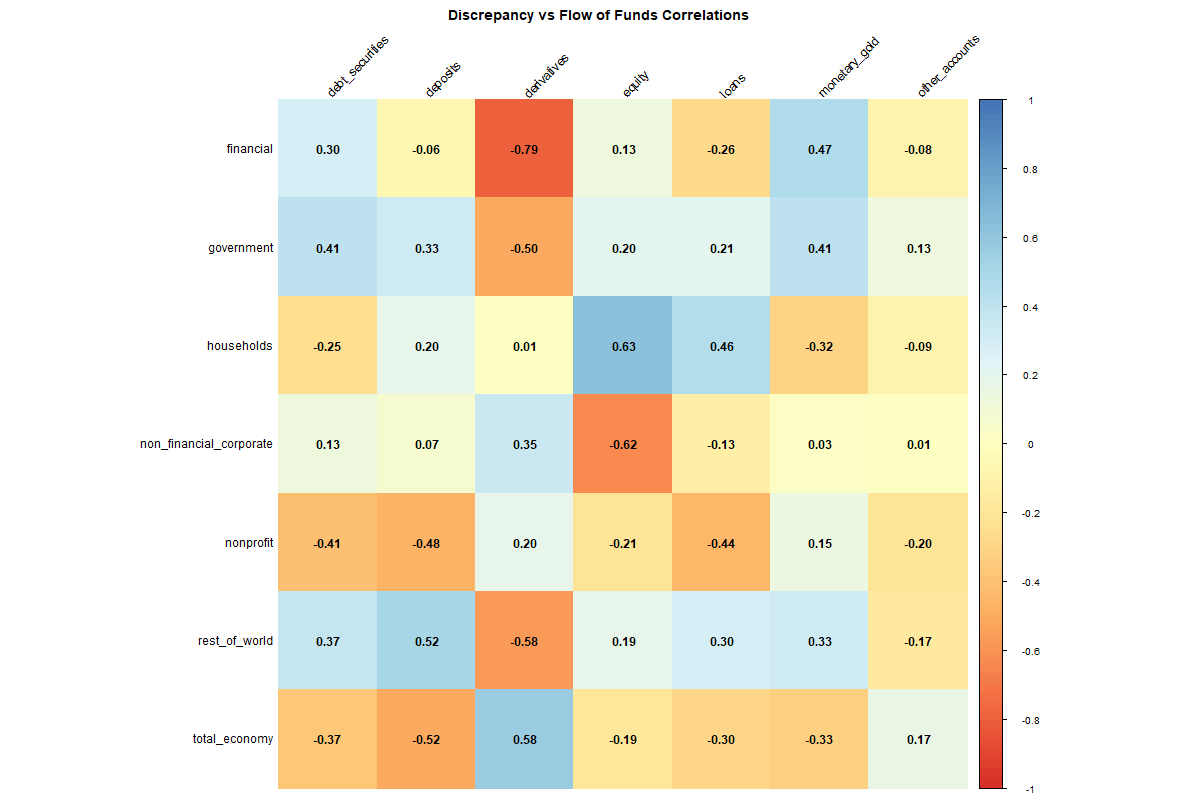 Discrepancy vs Flow of Funds Correlations
debt_securities deposits derivatives equity loans monetary_gold other_accounts
financial 0.30 -0.06 -0.79 0.13 -0.26 0.47 -0.08
government 0.41 0.33 -0.50 0.20 0.21 0.41 0.13
households -0.25 0.20 0.01 0.63 0.46 -0.32 -0.09
non_financial_corporate 0.13 0.07 0.35 -0.62 -0.13 0.03 0.01
nonprofit -0.41 -0.48 0.20 -0.21 -0.44 0.15 -0.20
rest_of_world 0.37 0.52 -0.58 0.19 0.30 0.33 -0.17
total_economy -0.37 -0.52 0.58 -0.19 -0.30 -0.33 0.17
1
0.8
0.6
0.4
0.2
0
-0.2
-0.4
-0.6
-0.8
-1